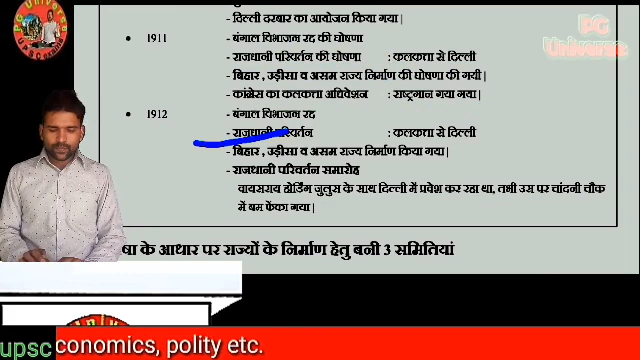 - दिल्ली दरबार का आयोजन किया गया|
• 1911 - बंगाल विभाजन रद्द की घोषणा
- राजधानी परिवर्तन की घोषणा : कलकत्ता से दिल्ली
- बिहार, उड़ीसा व असम राज्य निर्माण की घोषणा की गयी|
- कांग्रेस का कलकत्ता अधिवेशन : राष्ट्रगान गाया गया|
• 1912 - बंगाल विभाजन रद्द
- राजधानी परिवर्तन : कलकत्ता से दिल्ली
- बिहार, उड़ीसा व असम राज्य निर्माण किया गया|
- राजधानी परिवर्तन समारोह
वायसराय हार्डिंग जुलुस के साथ दिल्ली में प्रवेश कर रहा था, तभी उस पर चांदनी चौक
में बम फेंका गया|
के आधार पर राज्यों के निर्माण हेतु बनी 3 समितियां
upsc economics, polity etc.
PG
Universe